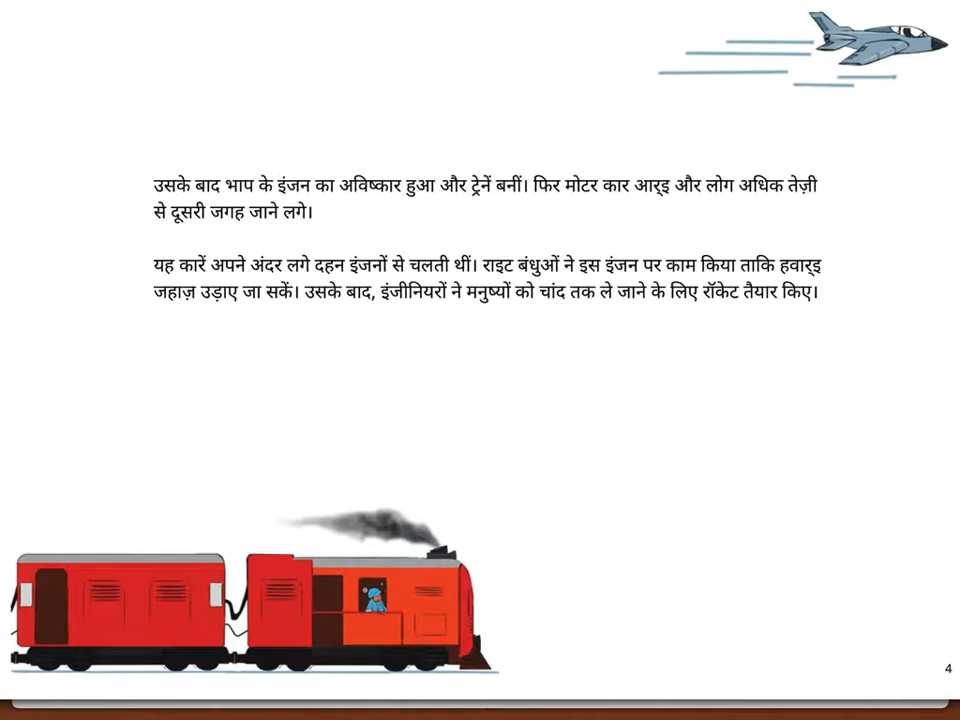 उसके बाद भाप के इंजन का अविष्कार हुआ और ट्रेनें बनीं। फिर मोटर कार आर्इ और लोग अधिक तेज़ी
से दूसरी जगह जाने लगे।
यह कारें अपने अंदर लगे दहन इंजनों से चलती थीं। राइट बंधुओं ने इस इंजन पर काम किया ताकि हवार्इ
जहाज़ उड़ाए जा सकें। उसके बाद, इंजीनियरों ने मनुष्यों को चांद तक ले जाने के लिए रॉकेट तैयार किए।
4